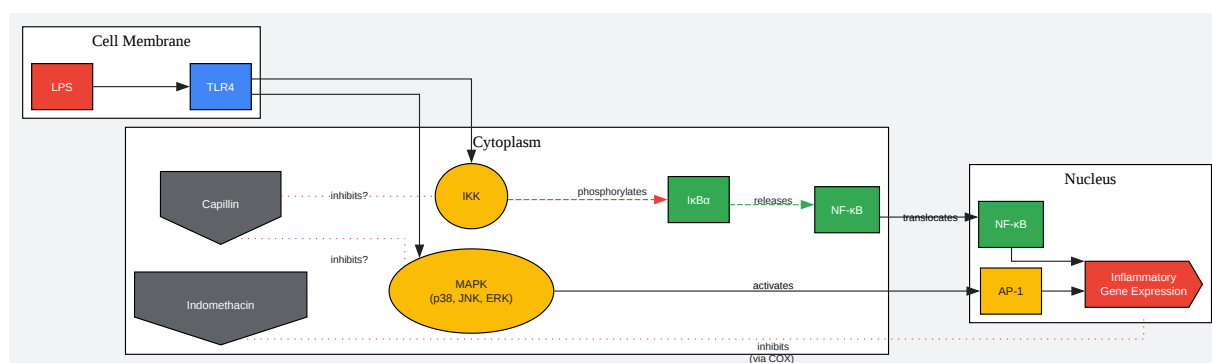 Cell Membrane
LPS
TLR4
Cytoplasm
Capillin
inhibits?
IKK
phosphorylates
IκBα
releases
NF-κB
translocates
Nucleus
NF-κB
inhibits?
MAPK
(p38, JNK, ERK)
activates
AP-1
Inflammatory
Gene Expression
Indomethacin
inhibits
(via COX)